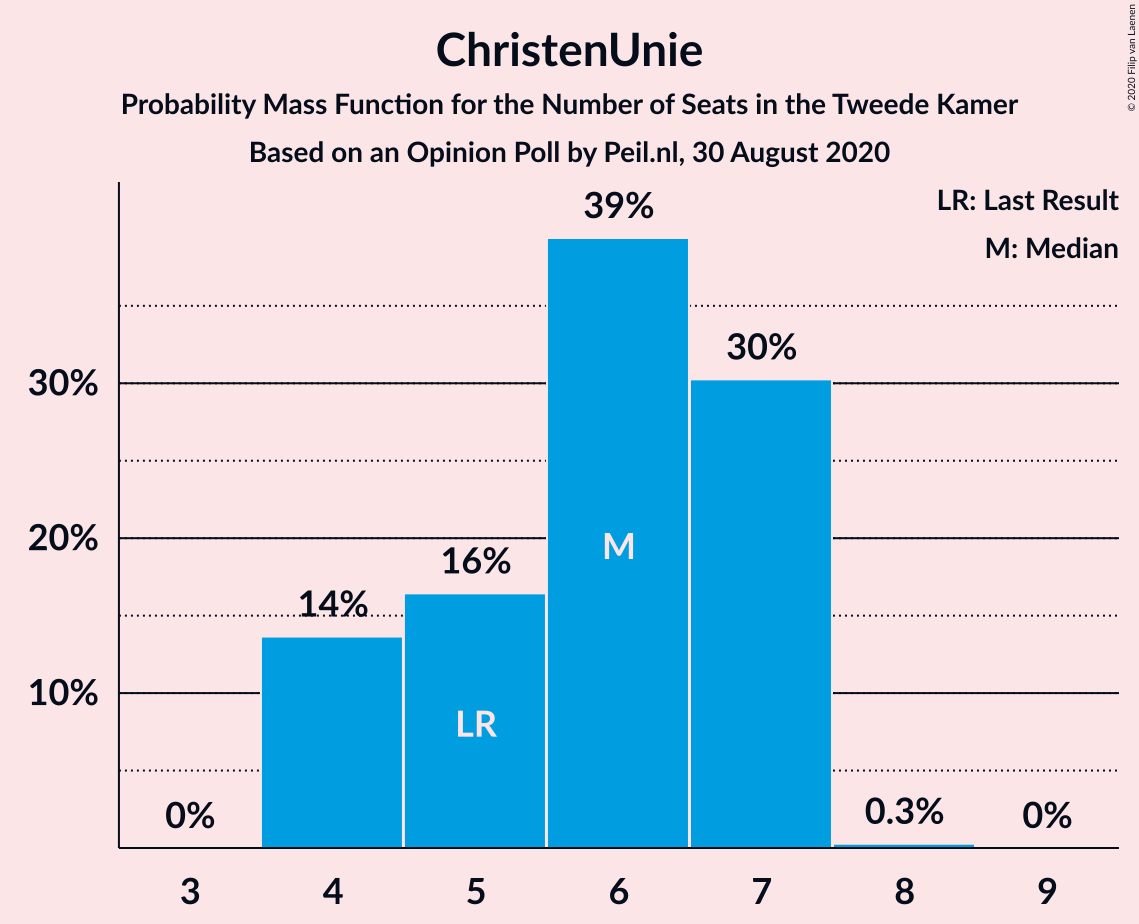 ChristenUnie
Probability Mass Function for the Number of Seats in the Tweede Kamer
Based on an Opinion Poll by Peil.nl, 30 August 2020
© 2020 Filip van Laenen
LR: Last Result
M: Median
39%
30%
30%
20%
16%
14%
10%
M
LR
0%
0.3%
0%
3 4 5 6 7 8 9